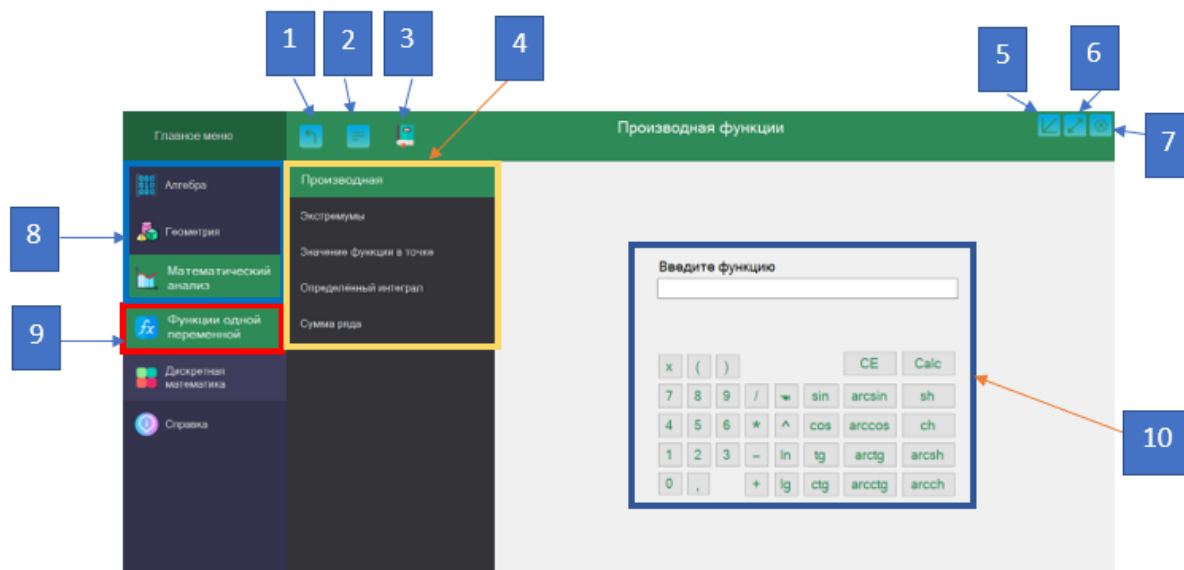 1
2
3
4
5
6
7
8
9
10
Главное меню
Производная функции
Алгебра
Геометрия
Математический
анализ
fx
Функции одной
переменной
Дискретная
математика
Справка
Производная
Экстремумы
Значение функции в точке
Определённый интеграл
Сумма ряда
Введите функцию
x ( ) CE Calc
7 8 9 / sin arcsin sh
4 5 6 * ^ cos arccos ch
1 2 3 – ln tg arctg arcsh
0 , + lg ctg arcctg arcch